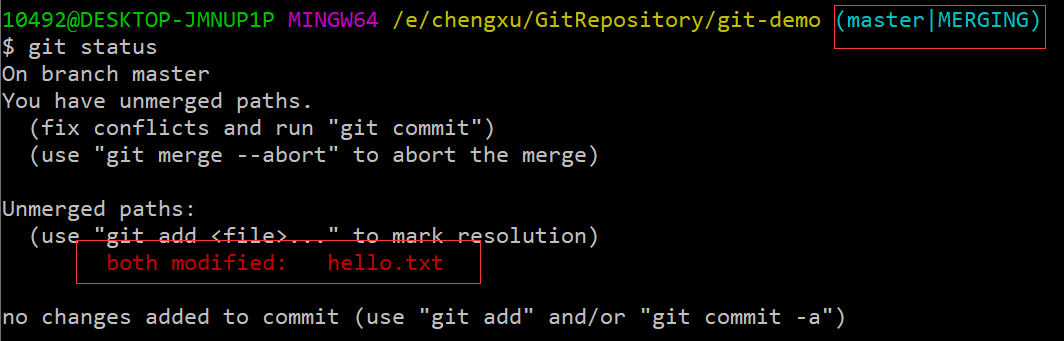 10492@DESKTOP-JMNUP1P MINGW64 /e/chengxu/GitRepository/git-demo (master|MERGING)
$ git status
On branch master
You have unmerged paths.
  (fix conflicts and run "git commit")
  (use "git merge --abort" to abort the merge)

Unmerged paths:
  (use "git add <file>..." to mark resolution)
        both modified:   hello.txt

no changes added to commit (use "git add" and/or "git commit -a")